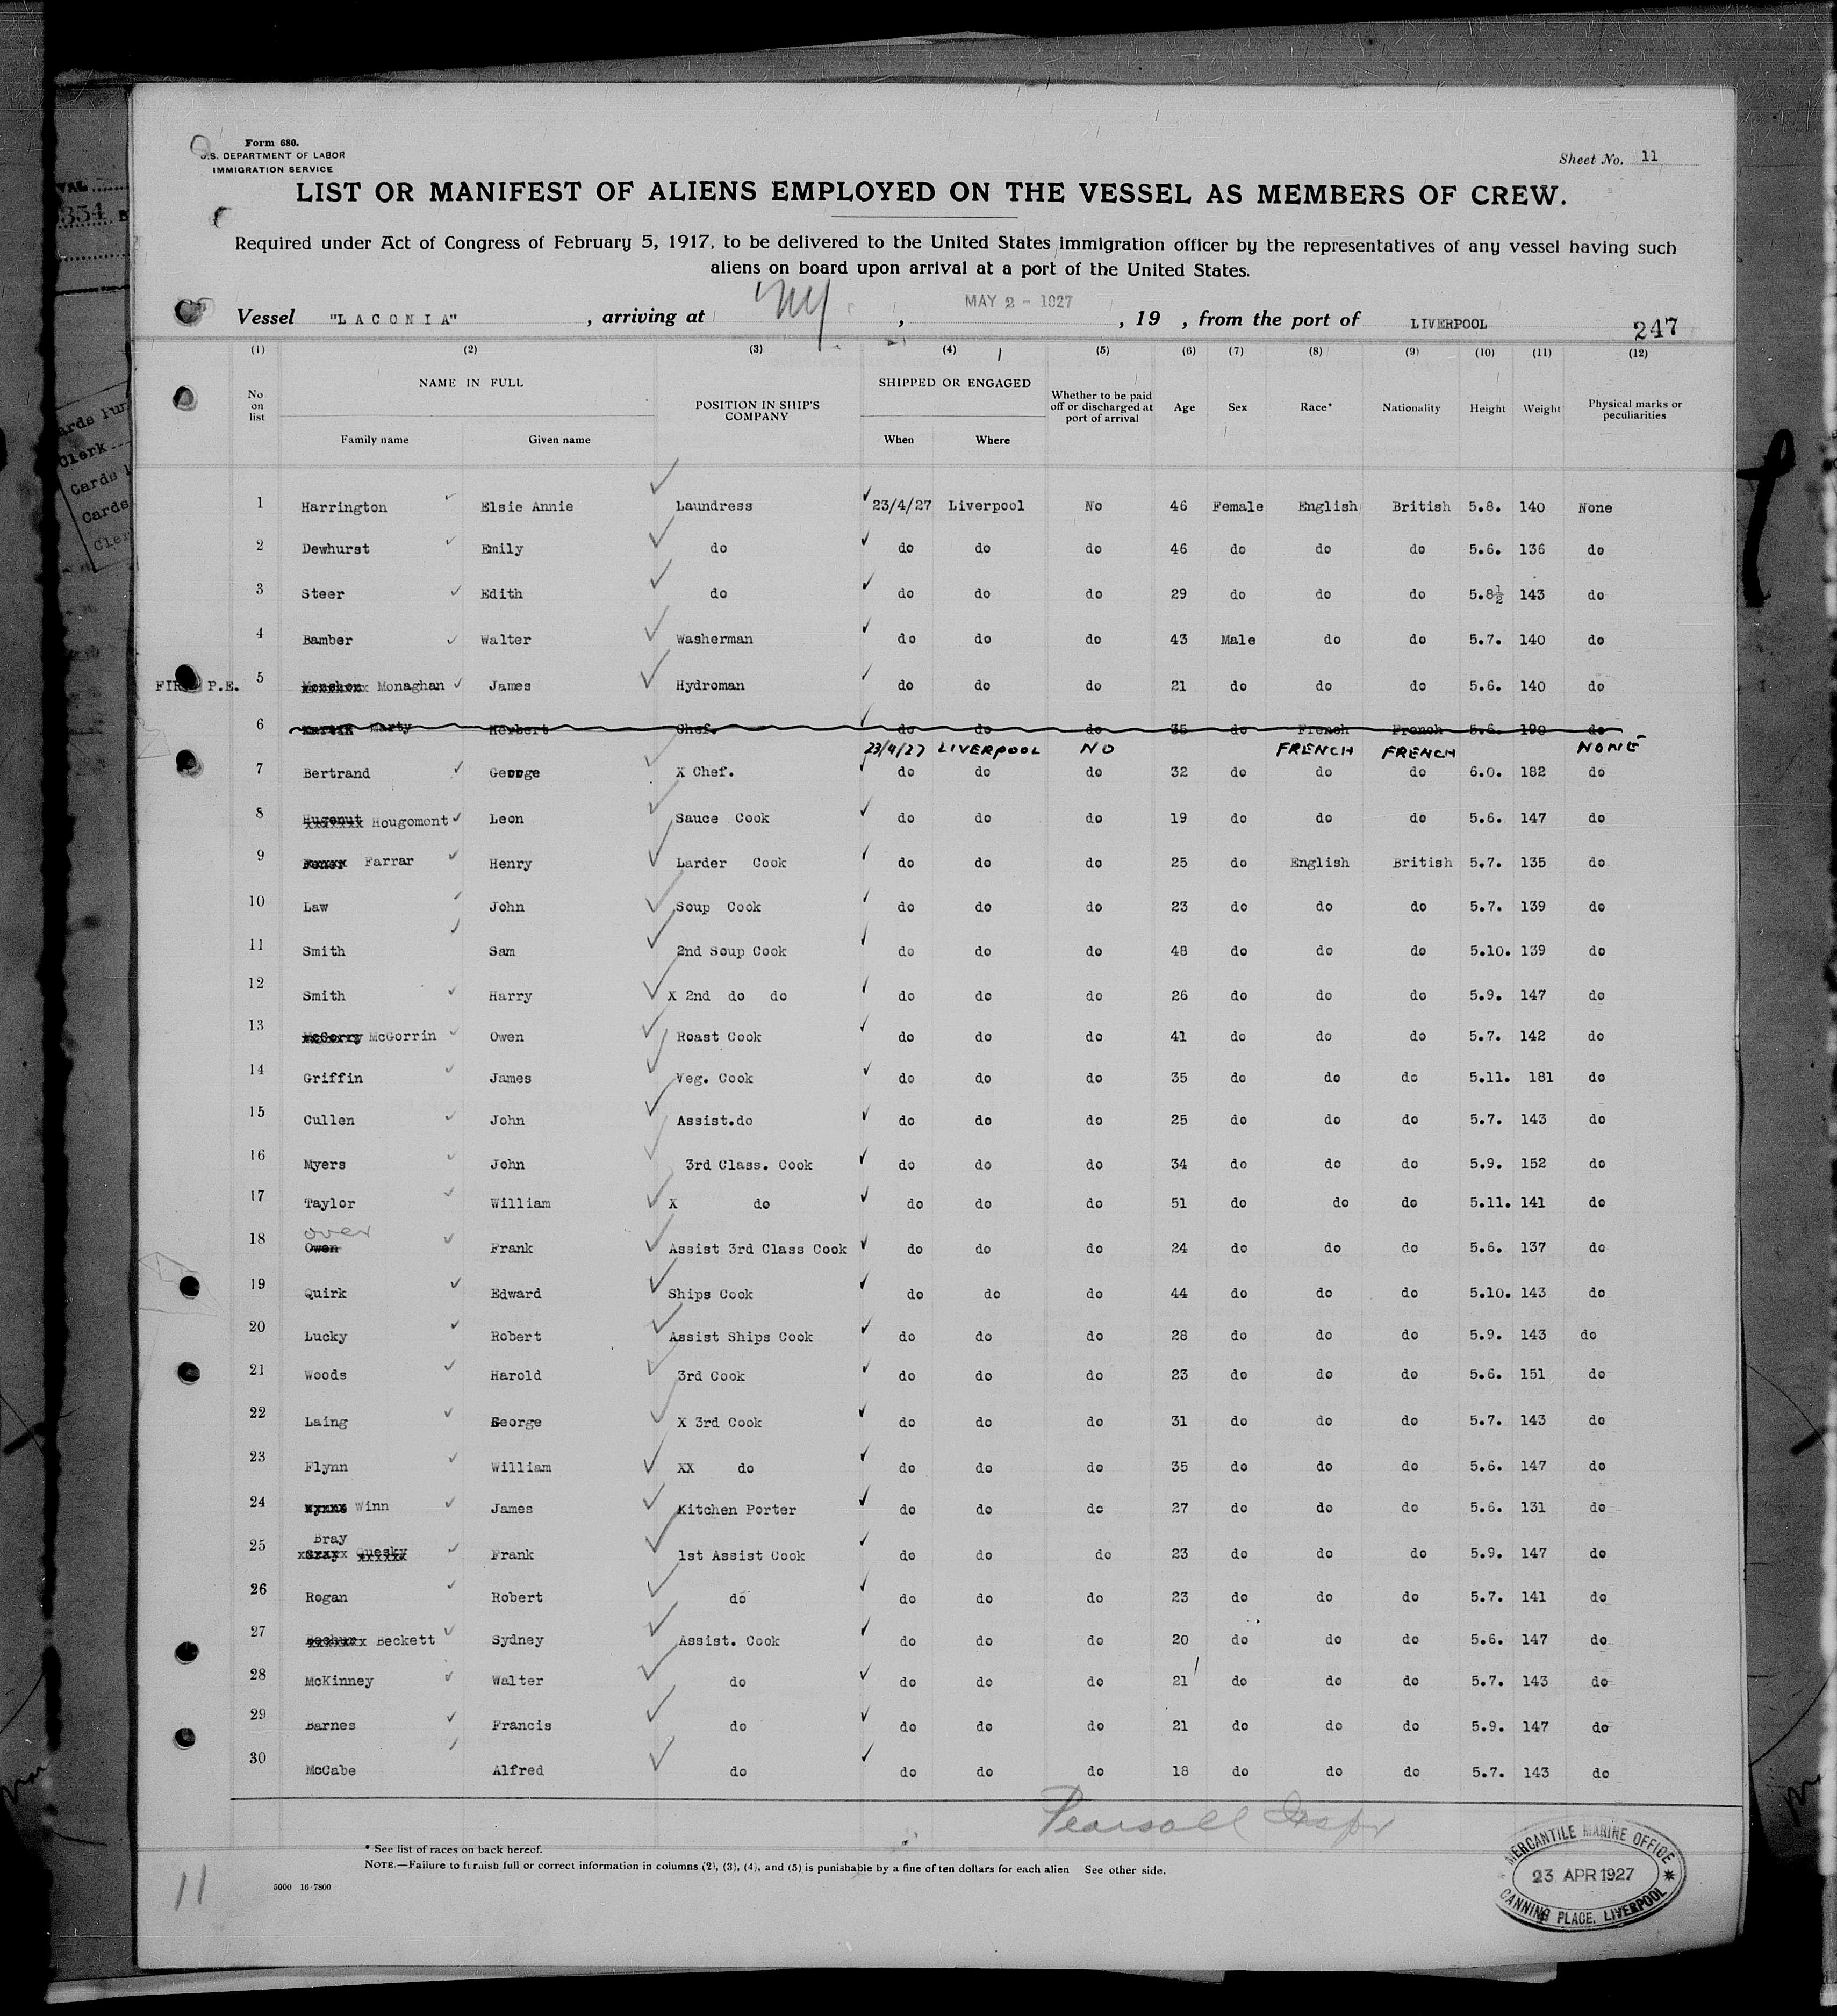 Form 680.
U.S. DEPARTMENT OF LABOR
IMMIGRATION SERVICE
Sheet No. 11
LIST OR MANIFEST OF ALIENS EMPLOYED ON THE VESSEL AS MEMBERS OF CREW.
Required under Act of Congress of February 5, 1917, to be delivered to the United States immigration officer by the representatives of any vessel having such
aliens on board upon arrival at a port of the United States.
Vessel "LACONIA" , arriving at NY , MAY 2 - 1927 , 19 , from the port of LIVERPOOL 247
(1) (2) (3) (4) (5) (6) (7) (8) (9) (10) (11) (12)
No on list NAME IN FULL Family name Given name POSITION IN SHIP'S COMPANY SHIPPED OR ENGAGED When Where Whether to be paid off or discharged at port of arrival Age Sex Race* Nationality Height Weight Physical marks or peculiarities
1 Harrington Elsie Annie Laundress 23/4/27 Liverpool No 46 Female English British 5.8. 140 None
2 Dewhurst Emily do do do do 46 do do do 5.6. 136 do
3 Steer Edith do do do do 29 do do do 5.8½ 143 do
4 Bamber Walter Washerman do do do 43 Male do do 5.7. 140 do
P.E. 5 Monaghan James Hydroman do do do 21 do do do 5.6. 140 do
6 Marty Herbert Chef. do do do 35 do French French 5.6. 190 do
23/4/27 LIVERPOOL NO FRENCH FRENCH NONE
7 Bertrand George X Chef. do do do 32 do do do 6.0. 182 do
8 Hugenut Hougomont Leon Sauce Cook do do do 19 do do do 5.6. 147 do
9 Farrar Henry Larder Cook do do do 25 do English British 5.7. 135 do
10 Law John Soup Cook do do do 23 do do do 5.7. 139 do
11 Smith Sam 2nd Soup Cook do do do 48 do do do 5.10. 139 do
12 Smith Harry X 2nd do do do do do 26 do do do 5.9. 147 do
13 McGorry McGorrin Owen Roast Cook do do do 41 do do do 5.7. 142 do
14 Griffin James Veg. Cook do do do 35 do do do 5.11. 181 do
15 Cullen John Assist.do do do do 25 do do do 5.7. 143 do
16 Myers John 3rd Class. Cook do do do 34 do do do 5.9. 152 do
17 Taylor William X do do do do 51 do do do 5.11. 141 do
over
18 Owen Frank Assist 3rd Class Cook do do do 24 do do do 5.6. 137 do
19 Quirk Edward Ships Cook do do do 44 do do do 5.10. 143 do
20 Lucky Robert Assist Ships Cook do do do 28 do do do 5.9. 143 do
21 Woods Harold 3rd Cook do do do 23 do do do 5.6. 151 do
22 Laing George X 3rd Cook do do do 31 do do do 5.7. 143 do
23 Flynn William XX do do do do 35 do do do 5.6. 147 do
24 Winn James Kitchen Porter do do do 27 do do do 5.6. 131 do
Bray
25 Quesky Frank 1st Assist Cook do do do 23 do do do 5.9. 147 do
26 Rogan Robert do do do do 23 do do do 5.7. 141 do
27 Beckett Sydney Assist. Cook do do do 20 do do do 5.6. 147 do
28 McKinney Walter do do do do 21 do do do 5.7. 143 do
29 Barnes Francis do do do do 21 do do do 5.9. 147 do
30 McCabe Alfred do do do do 18 do do do 5.7. 143 do
Pearsall Inspr
* See list of races on back hereof.
NOTE.—Failure to furnish full or correct information in columns (2), (3), (4), and (5) is punishable by a fine of ten dollars for each alien See other side.
5000 16-7800
11
MERCANTILE MARINE OFFICE
23 APR 1927
CANNING PLACE, LIVERPOOL